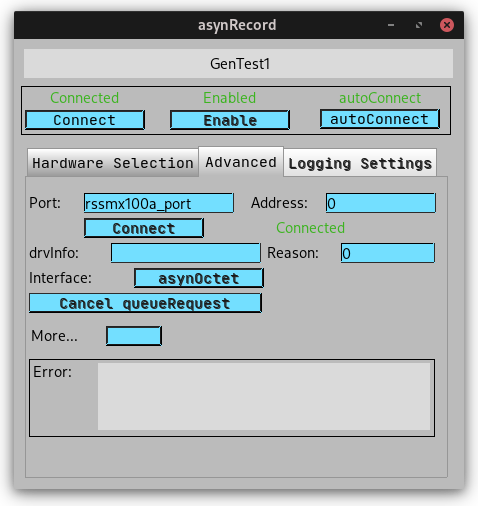 asynRecord
GenTest1
Connected Enabled autoConnect
Connect Enable autoConnect
Hardware Selection Advanced Logging Settings
Port: rssmx100a_port Address: 0
Connect Connected
drvInfo: Reason: 0
Interface: asynOctet
Cancel queueRequest
More...
Error: